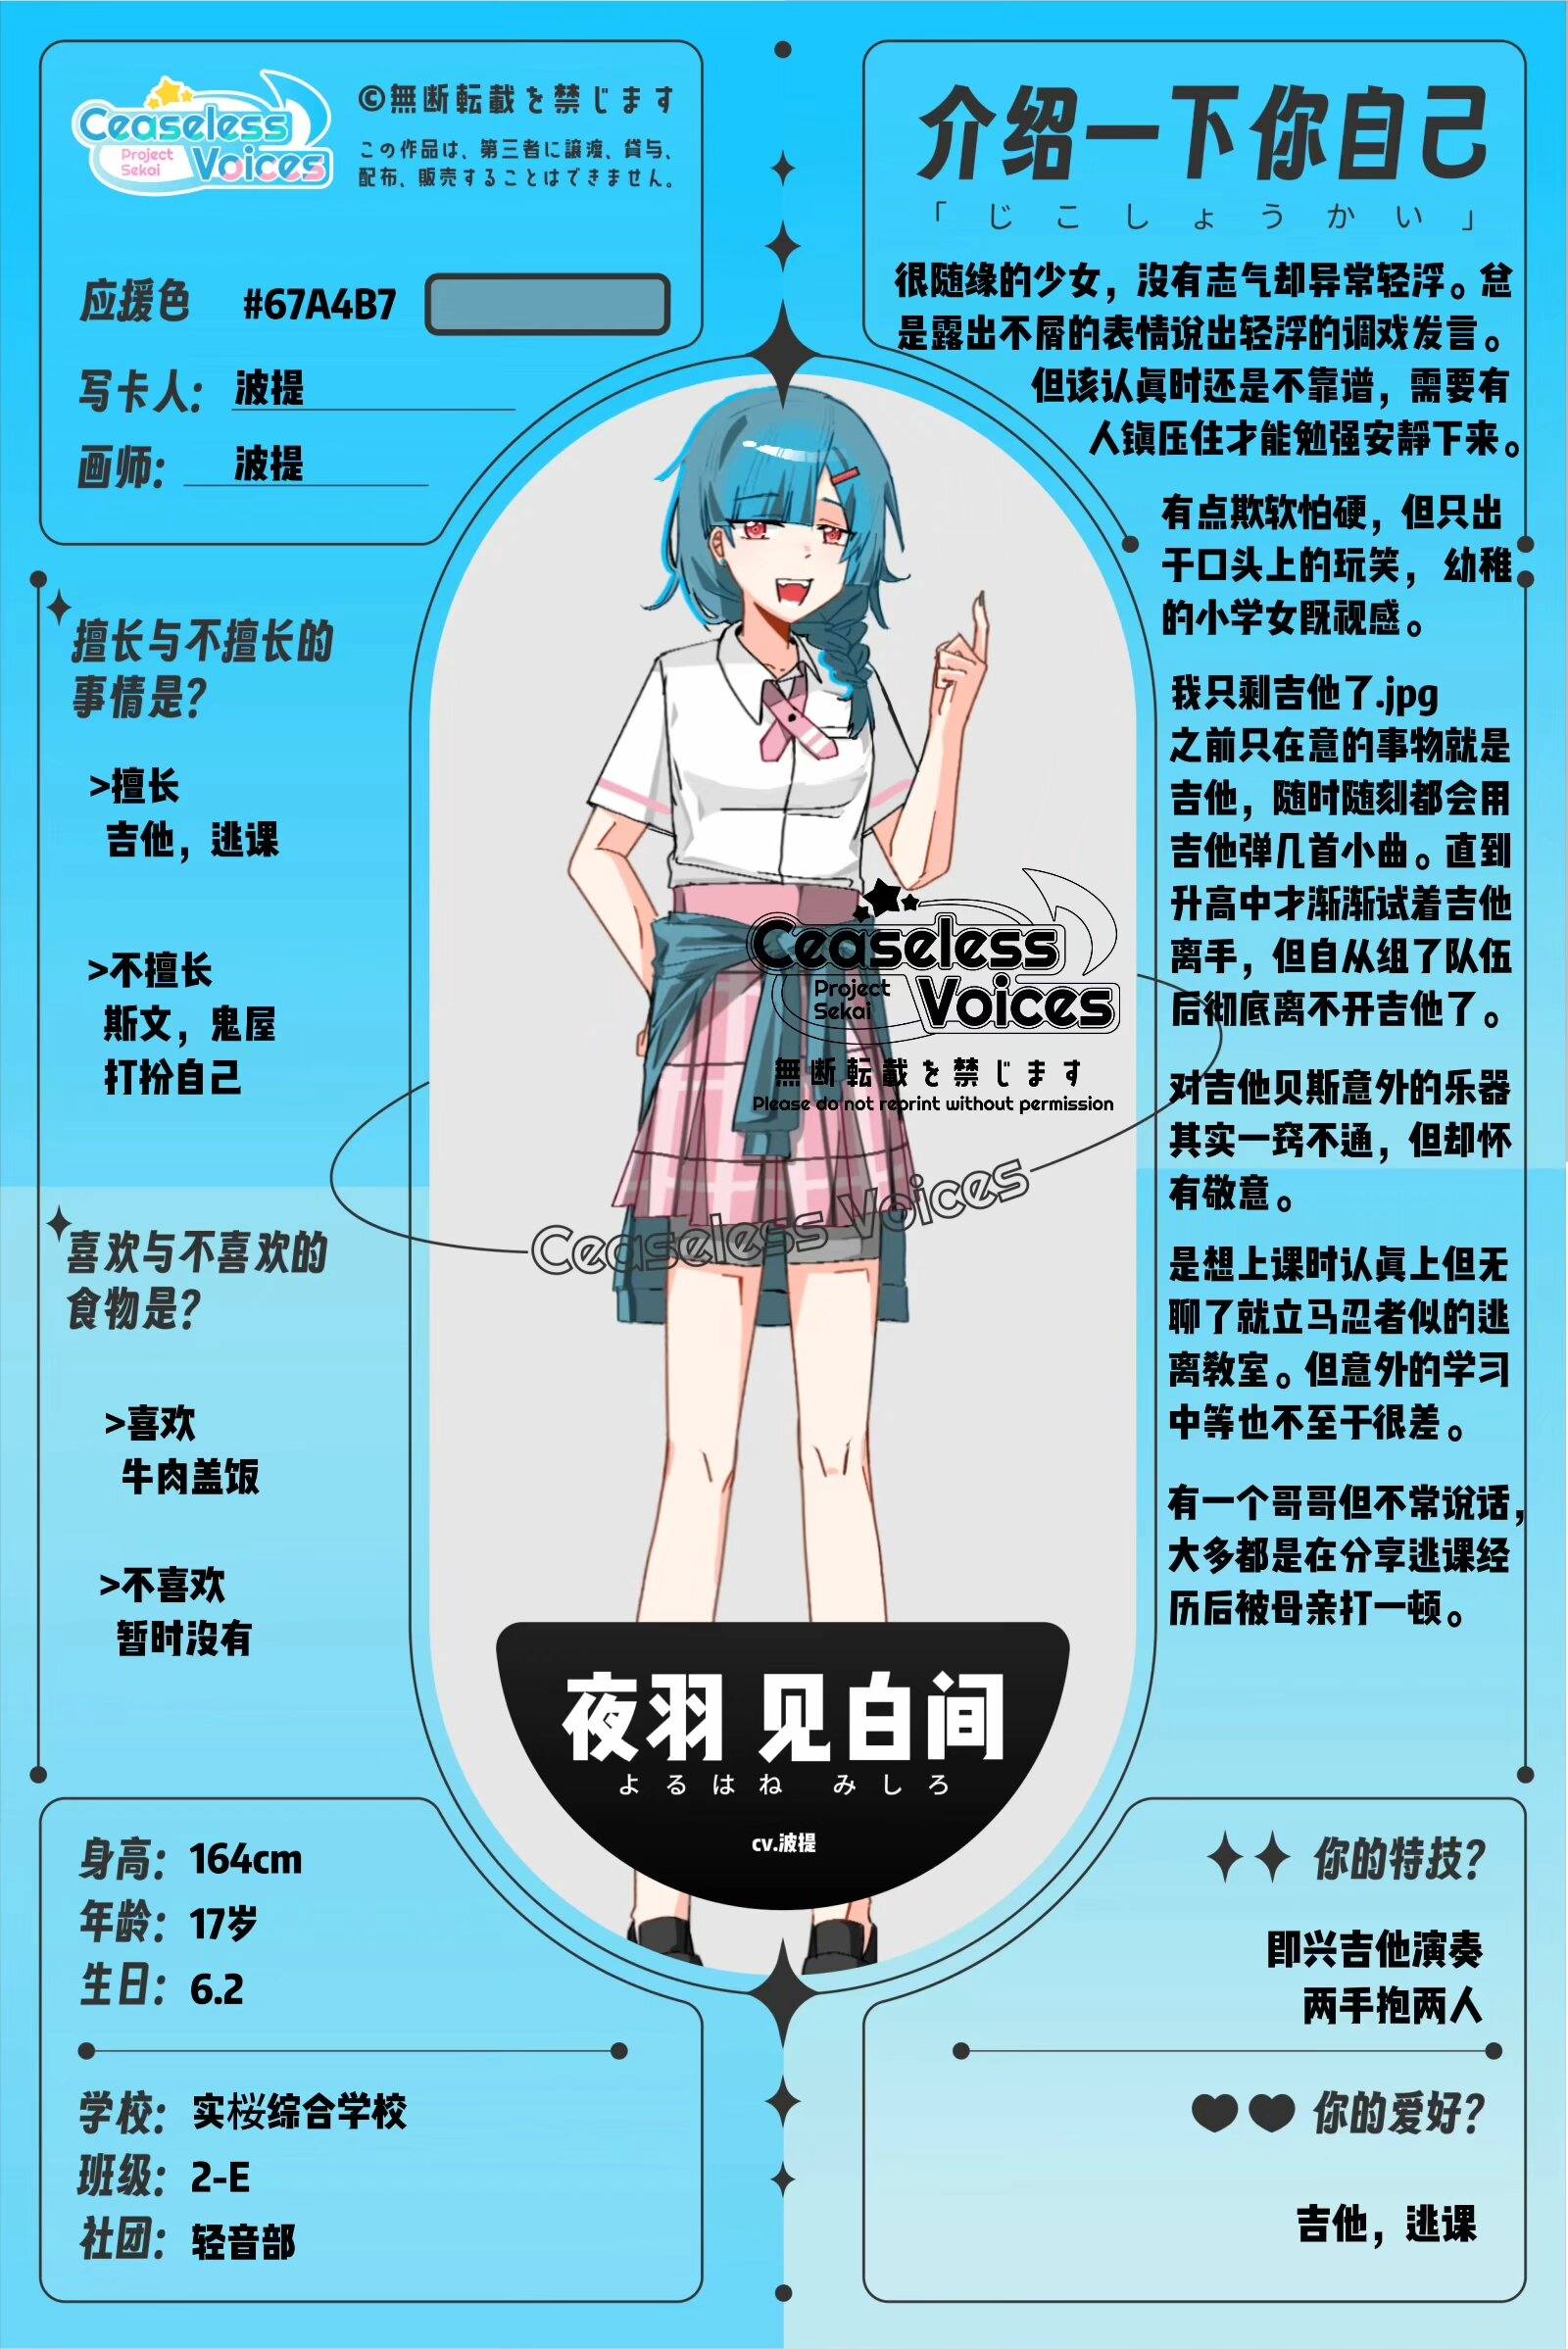 Ceaseless
Project
Sekai
Voices
©無断転載を禁じます
この作品は、第三者に譲渡、貸与、
配布、販売することはできません。
应援色 #67A4B7
写卡人： 波提
画师： 波提
介绍一下你自己
「じこしょうかい」
很随缘的少女，没有志气却异常轻浮。总
是露出不屑的表情说出轻浮的调戏发言。
但该认真时还是不靠谱，需要有
人镇压住才能勉强安静下来。
有点欺软怕硬，但只出
于口头上的玩笑，幼稚
的小学女既视感。
我只剩吉他了.jpg
之前只在意的事物就是
吉他，随时随刻都会用
吉他弹几首小曲。直到
升高中才渐渐试着吉他
离手，但自从组了队伍
后彻底离不开吉他了。
对吉他贝斯意外的乐器
其实一窍不通，但却怀
有敬意。
是想上课时认真上但无
聊了就立马忍者似的逃
离教室。但意外的学习
中等也不至于很差。
有一个哥哥但不常说话，
大多都是在分享逃课经
历后被母亲打一顿。
擅长与不擅长的
事情是？
>擅长
吉他，逃课
>不擅长
斯文，鬼屋
打扮自己
喜欢与不喜欢的
食物是？
>喜欢
牛肉盖饭
>不喜欢
暂时没有
Ceaseless
Project
Sekai
Voices
無断転載を禁じます
Please do not reprint without permission
Ceaseless Voices
夜羽 见白间
よるはね みしろ
cv.波提
身高： 164cm
年龄： 17岁
生日： 6.2
学校： 实桜综合学校
班级： 2-E
社团： 轻音部
你的特技？
即兴吉他演奏
两手抱两人
你的爱好？
吉他，逃课